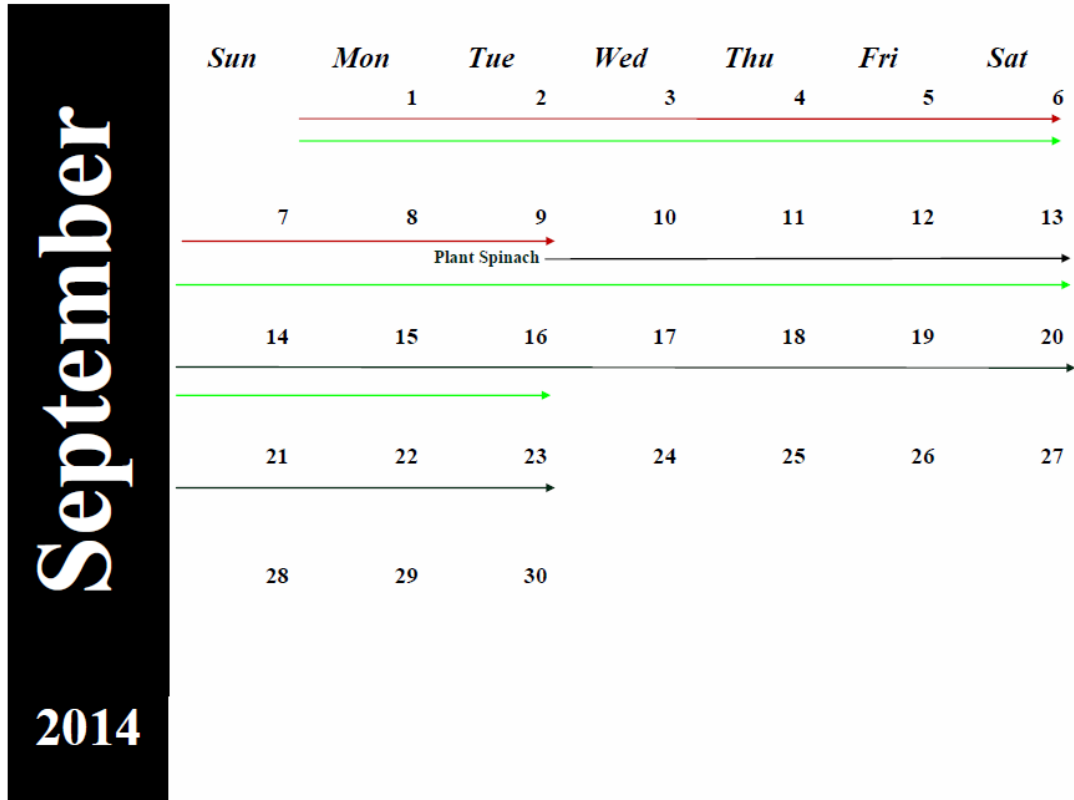 September
2014
Sun Mon Tue Wed Thu Fri Sat
1 2 3 4 5 6
7 8 9 10 11 12 13
Plant Spinach
14 15 16 17 18 19 20
21 22 23 24 25 26 27
28 29 30